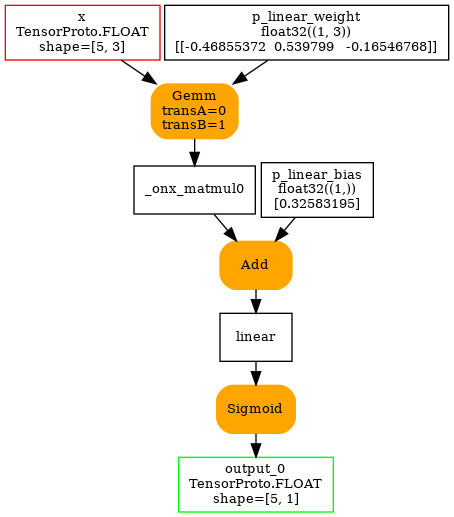 x
TensorProto.FLOAT
shape=[5, 3]
p_linear_weight
float32((1, 3))
[[-0.46855372  0.539799   -0.16546768]]
Gemm
transA=0
transB=1
_onx_matmul0
p_linear_bias
float32((1,))
[0.32583195]
Add
linear
Sigmoid
output_0
TensorProto.FLOAT
shape=[5, 1]